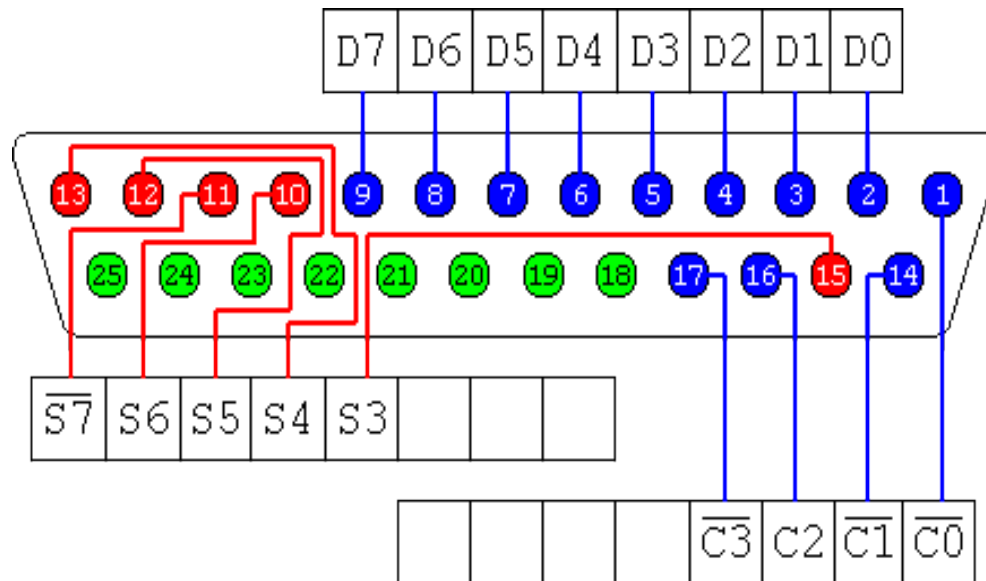 D7 D6 D5 D4 D3 D2 D1 D0
13 12 11 10 9 8 7 6 5 4 3 2 1
25 24 23 22 21 20 19 18 17 16 15 14
S̅7̅ S6 S5 S4 S3
C̅3̅ C2 C̅1̅ C̅0̅